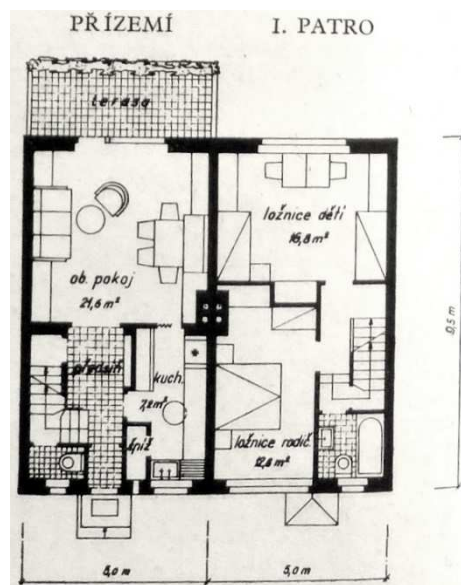 PŘÍZEMÍ
I. PATRO
terasa
ložnice dětí
16,8 m²
ob. pokoj
21,6 m²
předsíň
kuch.
7,2 m²
spíž
ložnice rodič.
12,8 m²
10,5 m
5,0 m
5,0 m